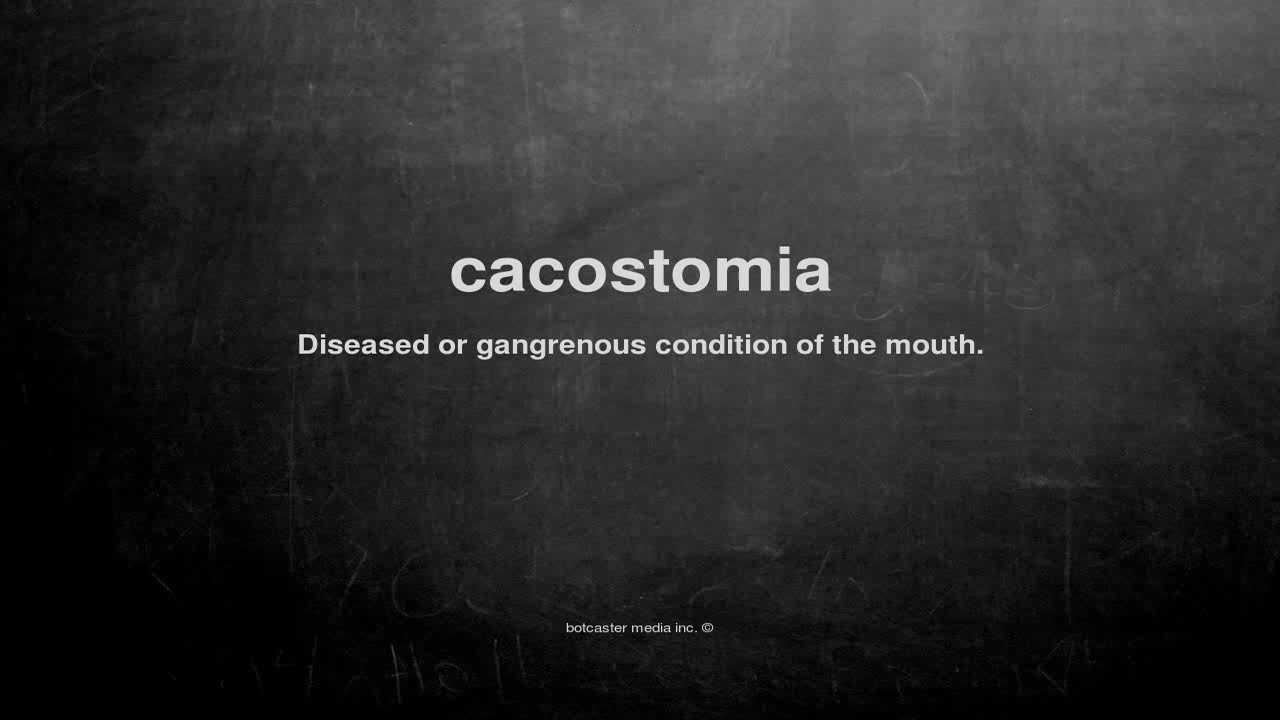 cacostomia
Diseased or gangrenous condition of the mouth.
botcaster media inc. ©